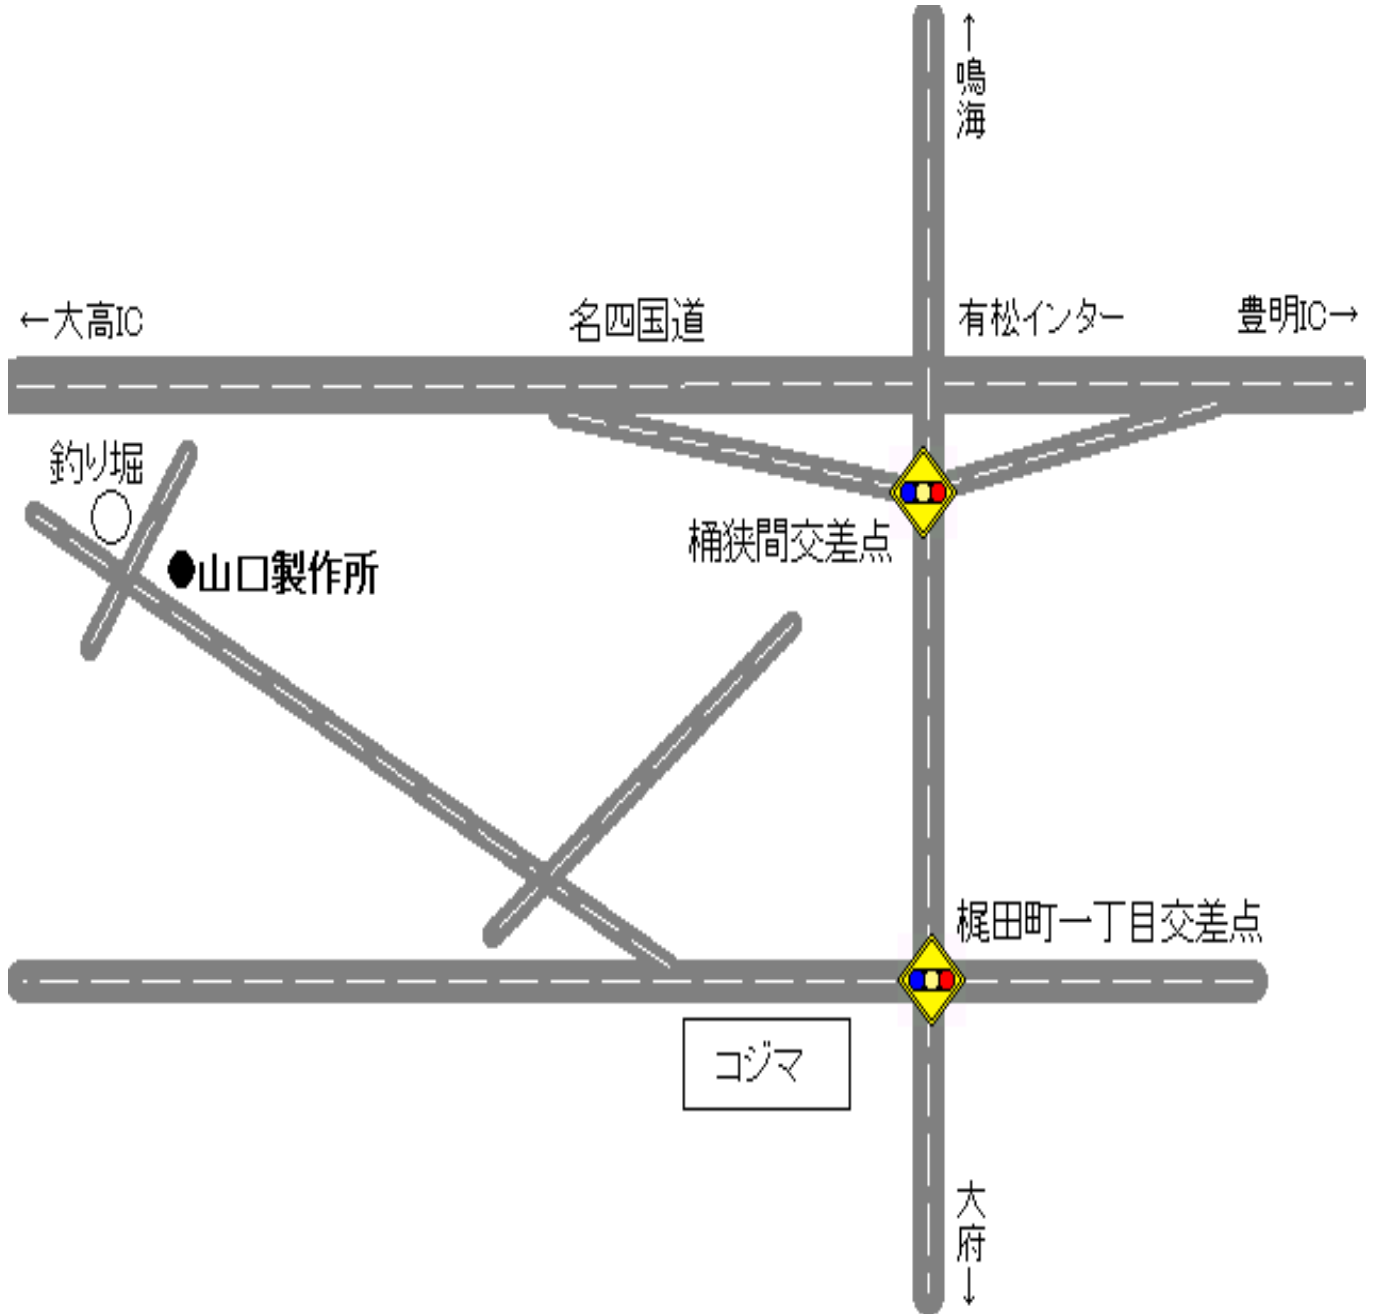 ↑鳴海
←大高IC
名四国道
有松インター
豊明IC→
釣り堀
桶狭間交差点
●山口製作所
梶田町一丁目交差点
コジマ
大府↓